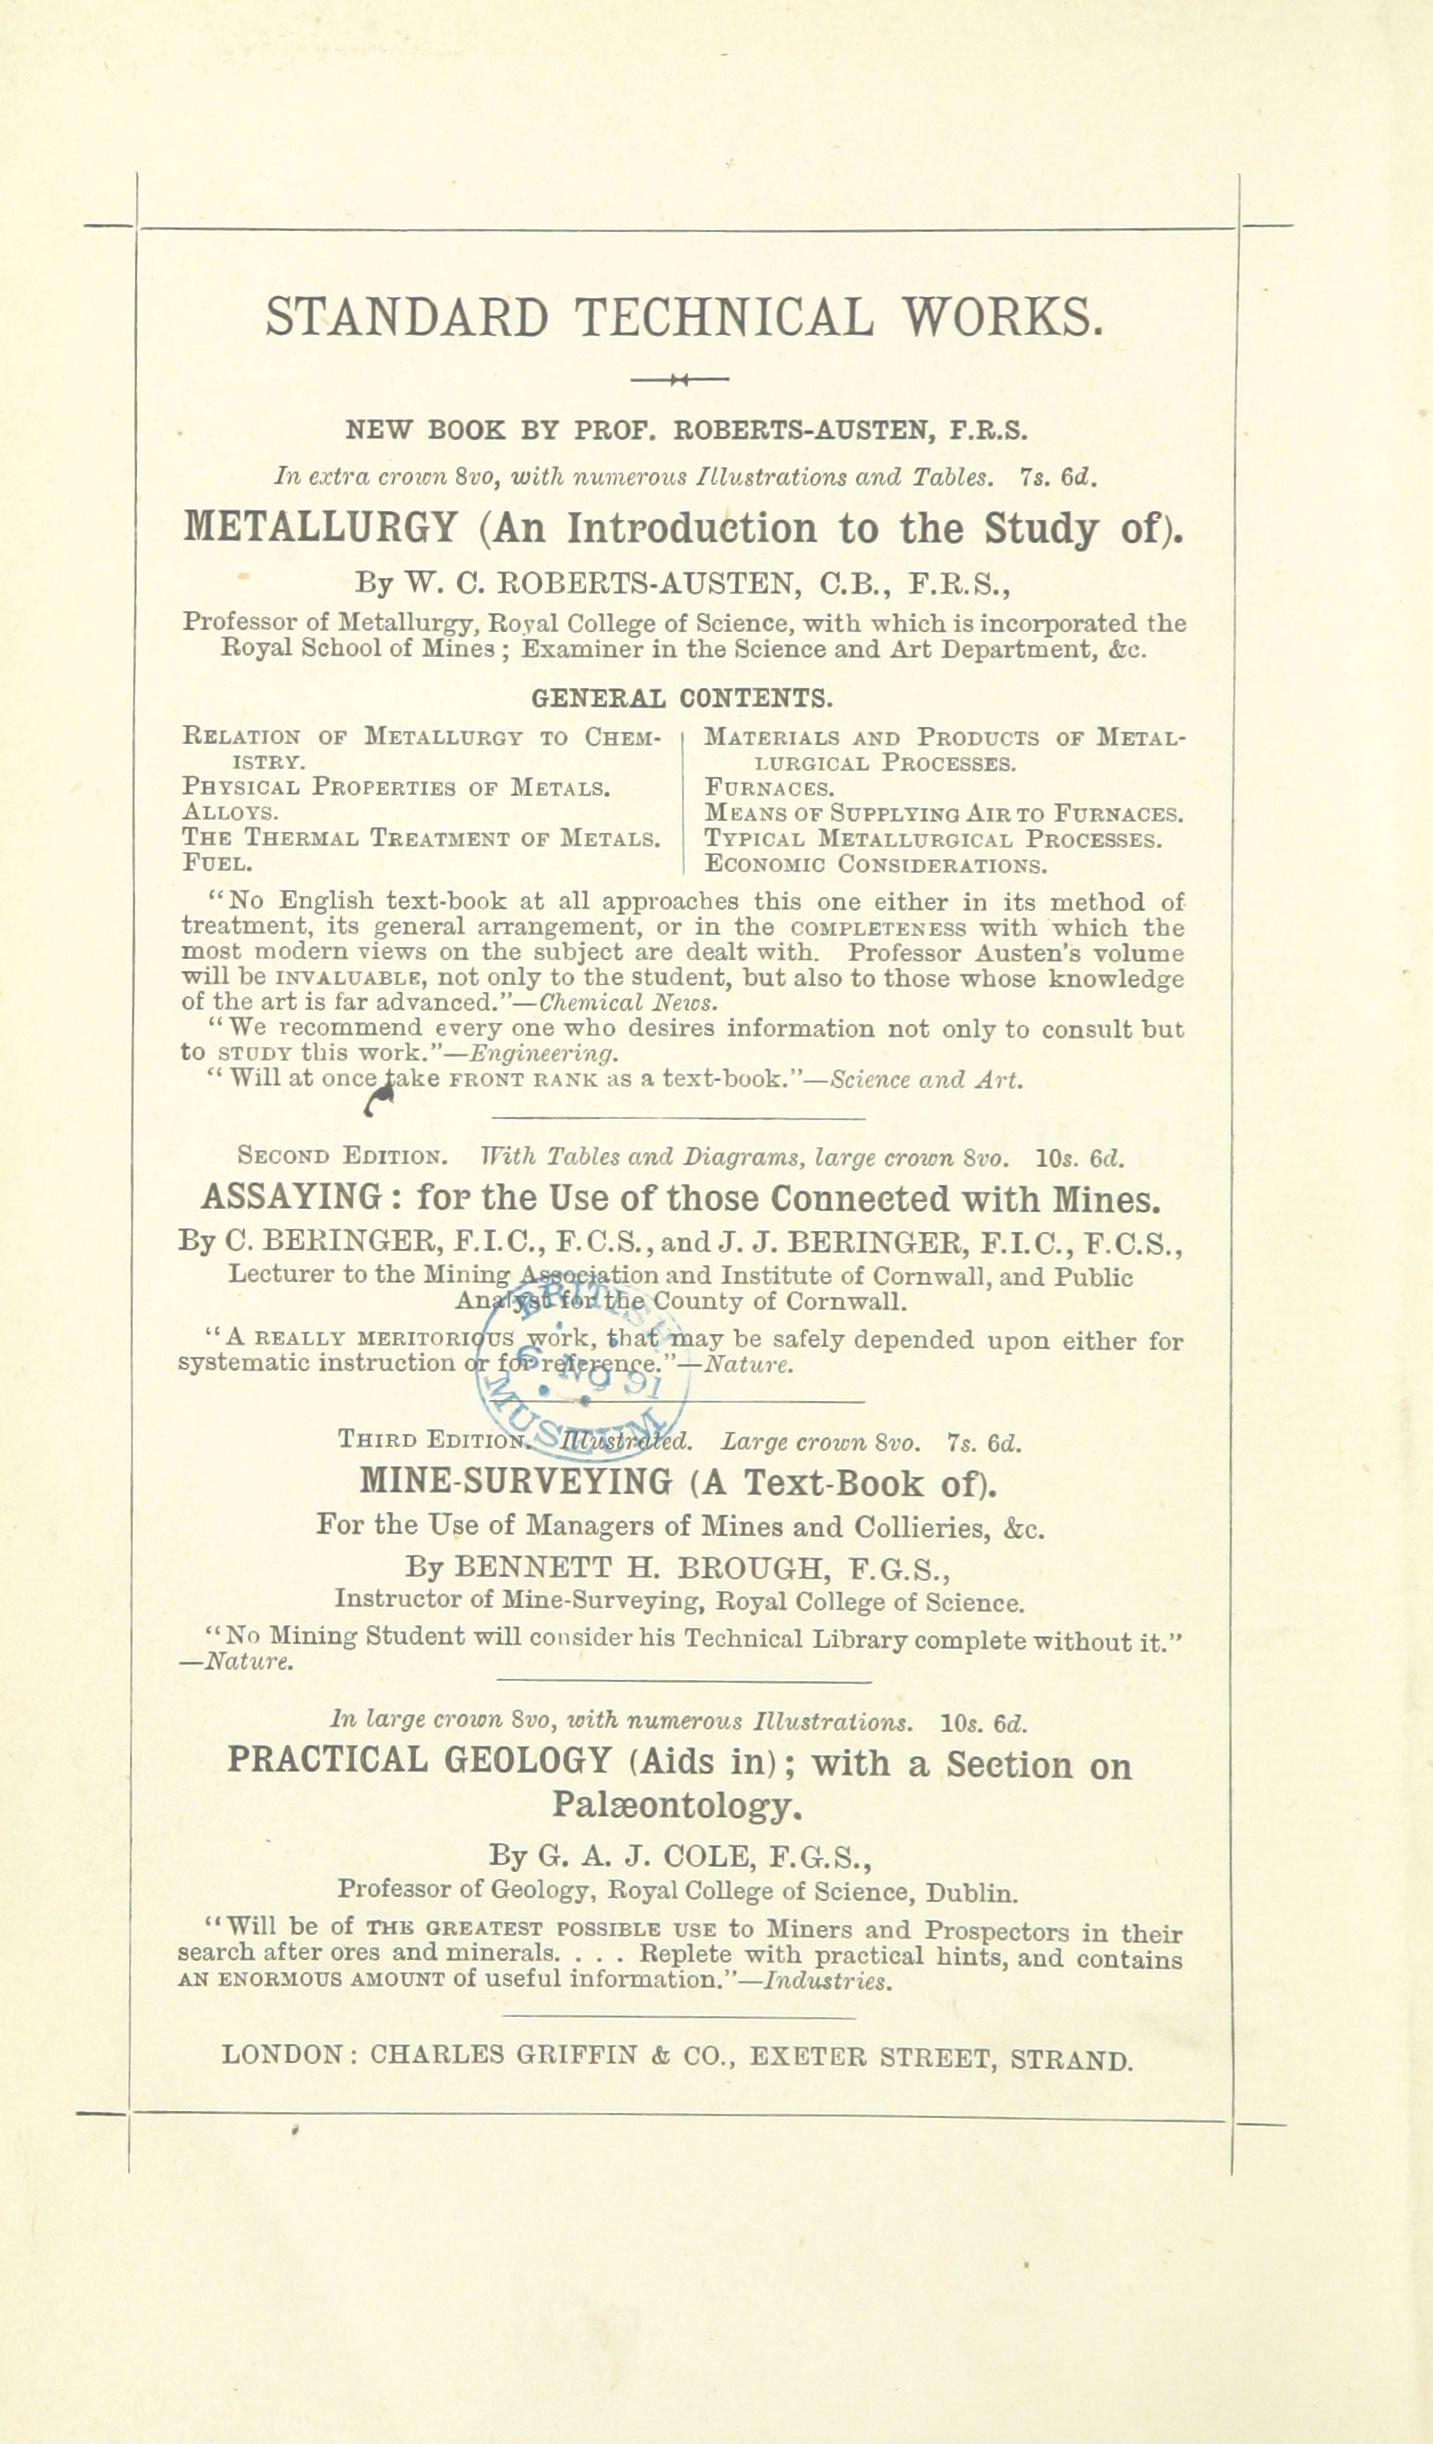 STANDARD TECHNICAL WORKS.
NEW BOOK BY PROF. ROBERTS-AUSTEN, F.R.S.
In extra crown 8vo, with numerous Illustrations and Tables. 7s. 6d.
METALLURGY (An Introduction to the Study of).
By W. C. ROBERTS-AUSTEN, C.B., F.R.S.,
Professor of Metallurgy, Royal College of Science, with which is incorporated the
Royal School of Mines; Examiner in the Science and Art Department, &c.
GENERAL CONTENTS.
RELATION OF METALLURGY TO CHEM-
ISTRY.
PHYSICAL PROPERTIES OF METALS.
ALLOYS.
THE THERMAL TREATMENT OF METALS.
FUEL.
MATERIALS AND PRODUCTS OF METAL-
LURGICAL PROCESSES.
FURNACES.
MEANS OF SUPPLYING AIR TO FURNACES.
TYPICAL METALLURGICAL PROCESSES.
ECONOMIC CONSIDERATIONS.
"No English text-book at all approaches this one either in its method of
treatment, its general arrangement, or in the COMPLETENESS with which the
most modern views on the subject are dealt with. Professor Austen's volume
will be INVALUABLE, not only to the student, but also to those whose knowledge
of the art is far advanced."—Chemical News.
"We recommend every one who desires information not only to consult but
to STUDY this work."—Engineering.
"Will at once take FRONT RANK as a text-book."—Science and Art.
SECOND EDITION. With Tables and Diagrams, large crown 8vo. 10s. 6d.
ASSAYING: for the Use of those Connected with Mines.
By C. BERINGER, F.I.C., F.C.S., and J. J. BERINGER, F.I.C., F.C.S.,
Lecturer to the Mining Association and Institute of Cornwall, and Public
Analyst for the County of Cornwall.
"A REALLY MERITORIOUS work, that may be safely depended upon either for
systematic instruction or for reference."—Nature.
BRITISH
6 NO 91
MUSEUM
THIRD EDITION. Illustrated. Large crown 8vo. 7s. 6d.
MINE-SURVEYING (A Text-Book of).
For the Use of Managers of Mines and Collieries, &c.
By BENNETT H. BROUGH, F.G.S.,
Instructor of Mine-Surveying, Royal College of Science.
"No Mining Student will consider his Technical Library complete without it."
—Nature.
In large crown 8vo, with numerous Illustrations. 10s. 6d.
PRACTICAL GEOLOGY (Aids in); with a Section on
Palæontology.
By G. A. J. COLE, F.G.S.,
Professor of Geology, Royal College of Science, Dublin.
"Will be of THE GREATEST POSSIBLE USE to Miners and Prospectors in their
search after ores and minerals. . . . Replete with practical hints, and contains
AN ENORMOUS AMOUNT of useful information."—Industries.
LONDON: CHARLES GRIFFIN & CO., EXETER STREET, STRAND.